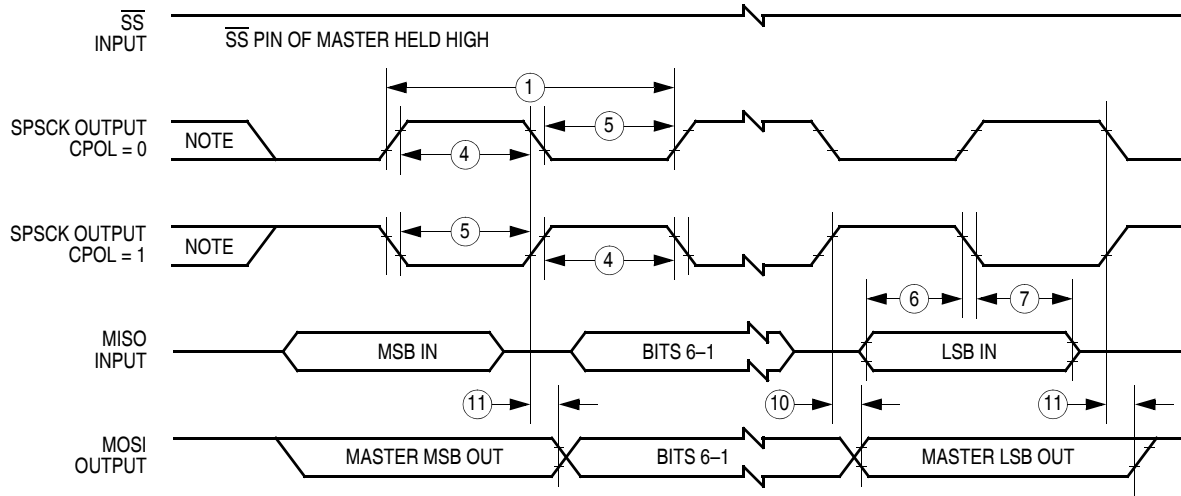 SS
INPUT
SS PIN OF MASTER HELD HIGH
1
SPSCK OUTPUT
CPOL = 0
NOTE
5
4
SPSCK OUTPUT
CPOL = 1
NOTE
5
4
6
7
MISO
INPUT
MSB IN
BITS 6–1
LSB IN
11
10
11
MOSI
OUTPUT
MASTER MSB OUT
BITS 6–1
MASTER LSB OUT